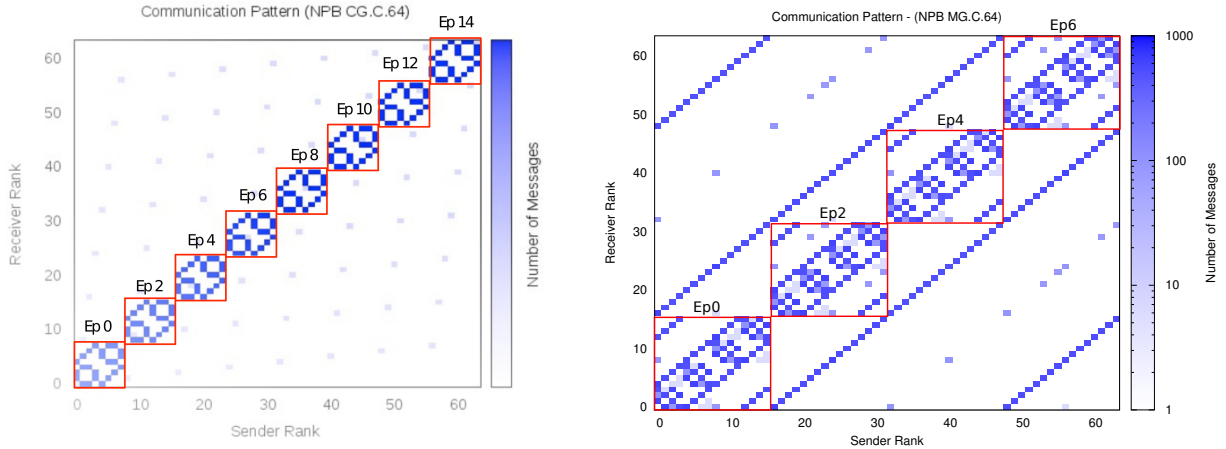 Communication Pattern (NPB CG.C.64)
Ep 14
Ep 12
Ep 10
Ep 8
Ep 6
Ep 4
Ep 2
Ep 0
60
50
40
30
20
10
0
0
10
20
30
40
50
60
Receiver Rank
Sender Rank
Number of Messages
Communication Pattern - (NPB MG.C.64)
Ep6
Ep4
Ep2
Ep0
60
50
40
30
20
10
0
0
10
20
30
40
50
60
Receiver Rank
Sender Rank
1000
100
10
1
Number of Messages